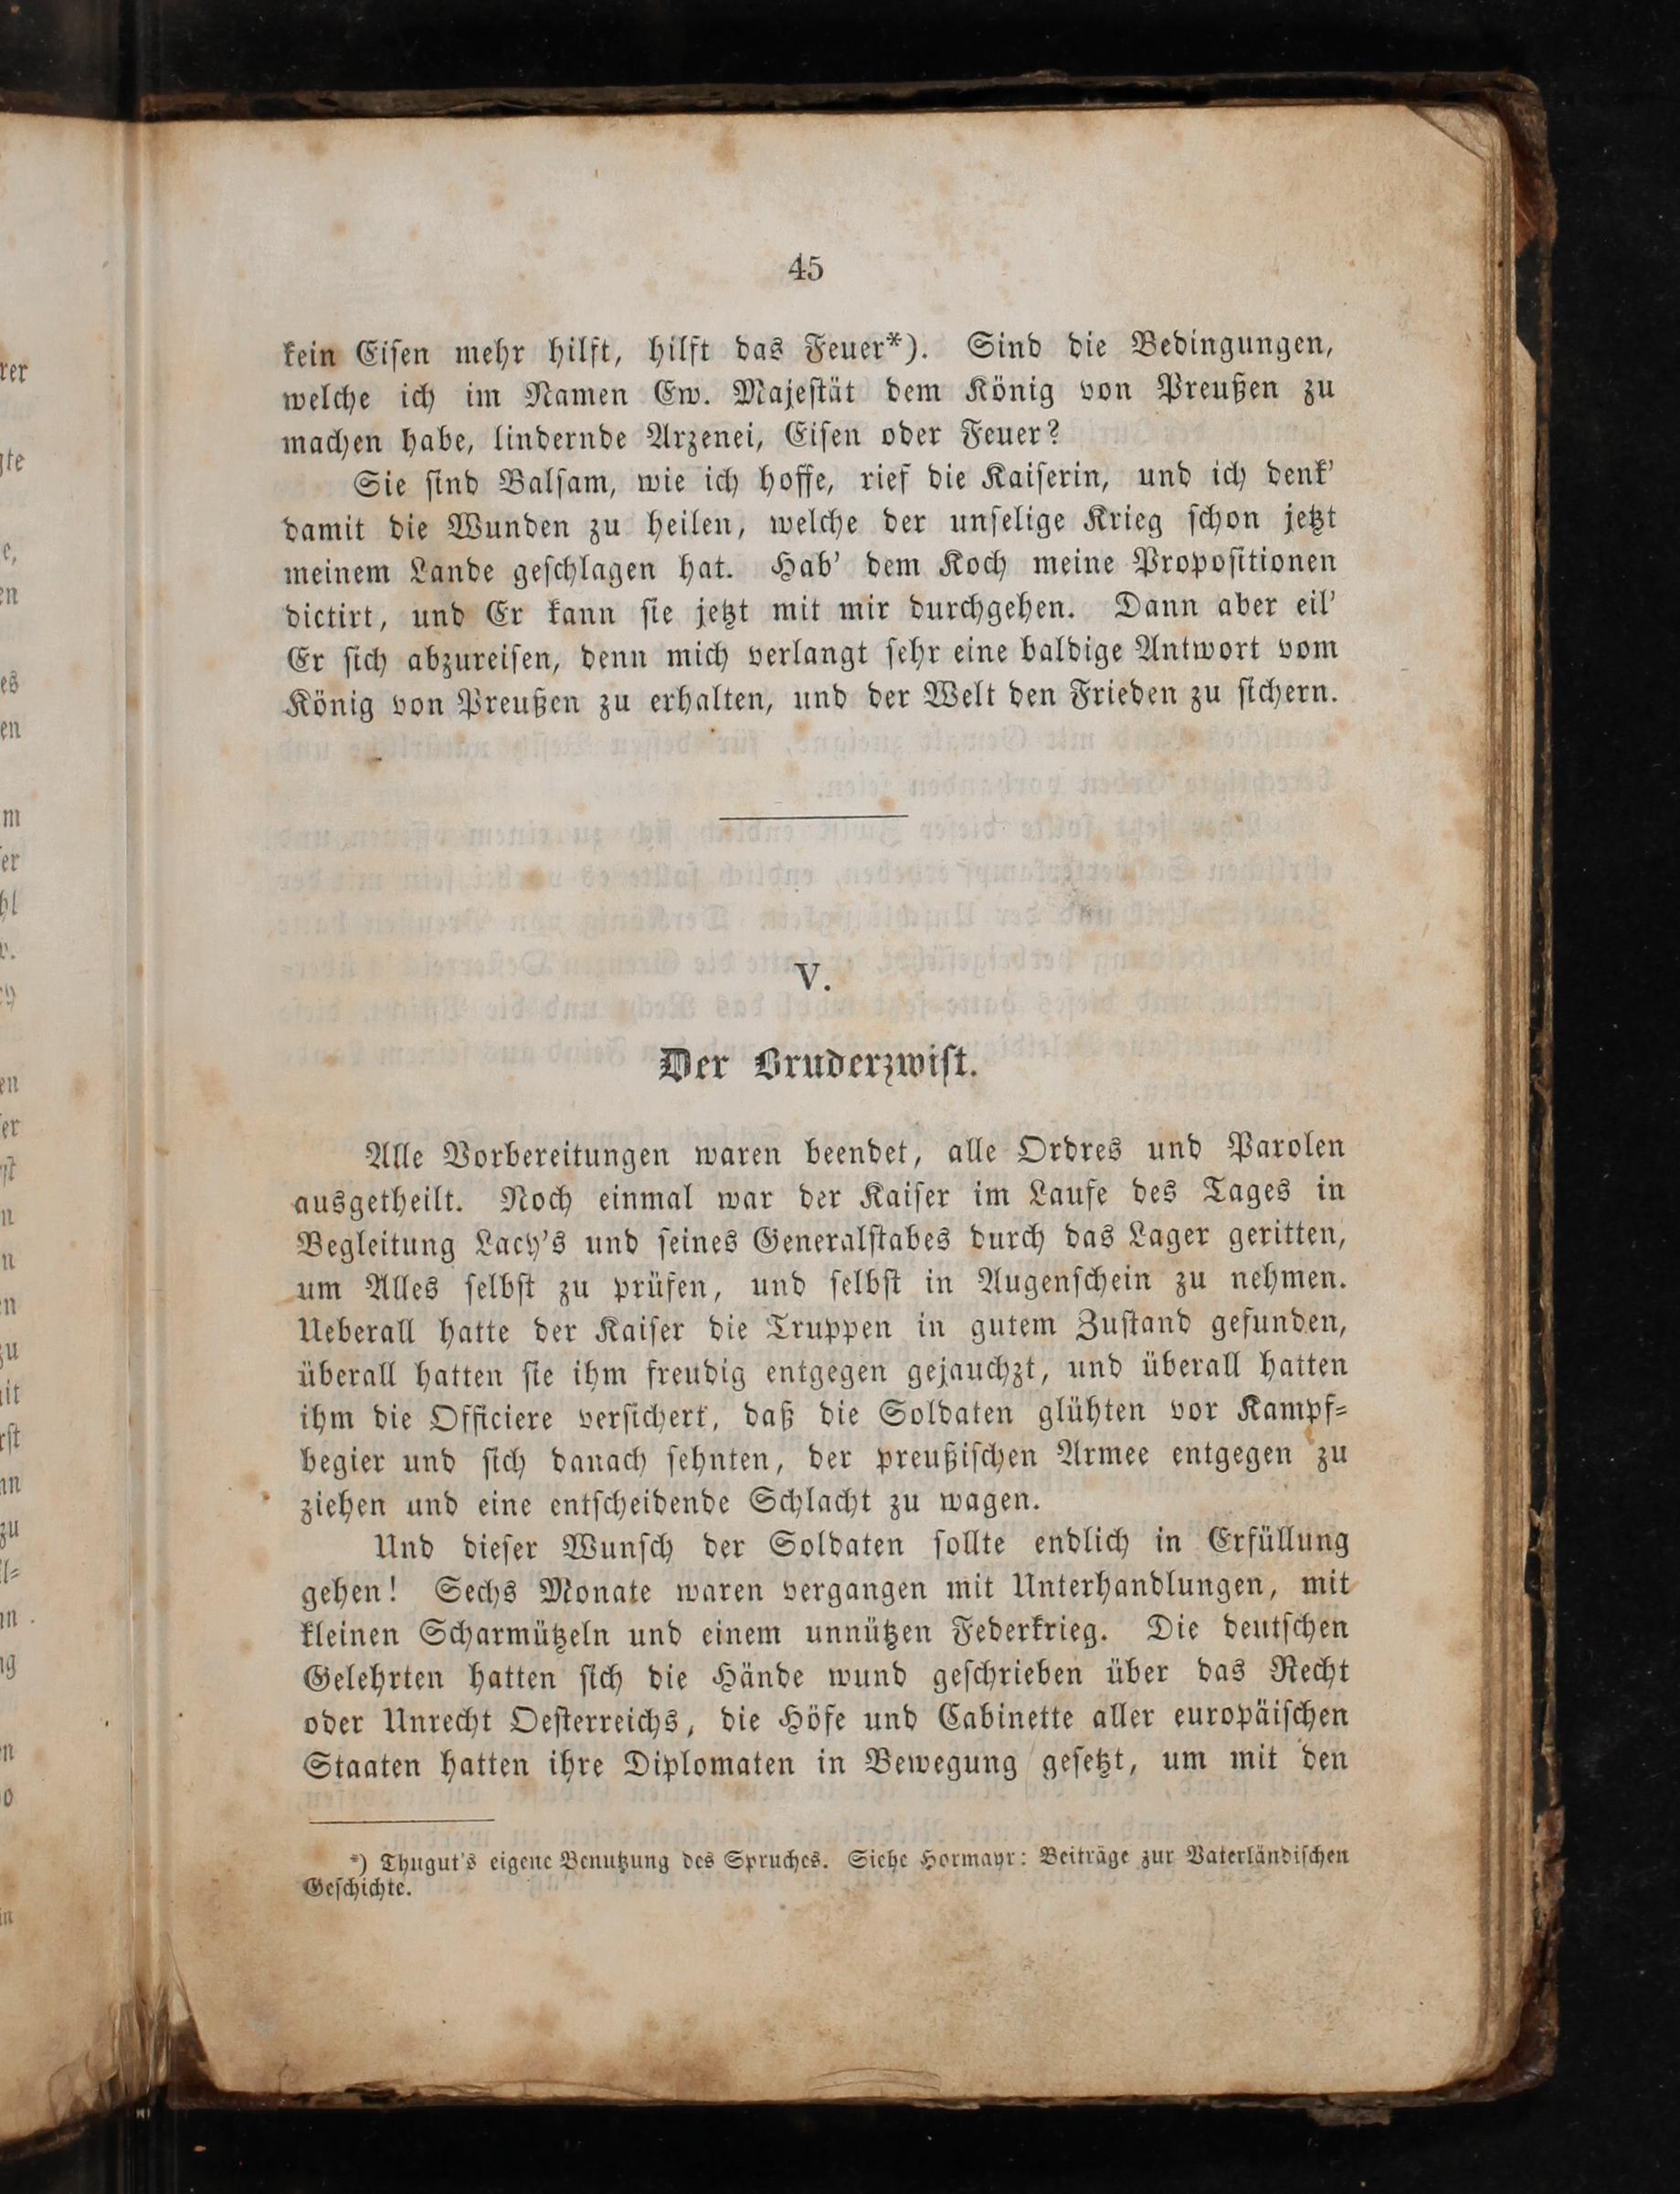 45
kein Eiſen mehr hilft, hilft das Feuer*). Sind die Bedingungen,
welche ich im Namen Ew. Majeſtät dem König von Preußen zu
machen habe, lindernde Arzenei, Eiſen oder Feuer?
Sie ſind Balſam, wie ich hoffe, rief die Kaiſerin, und ich denk’
damit die Wunden zu heilen, welche der unſelige Krieg ſchon jetzt
meinem Lande geſchlagen hat. Hab’ dem Koch meine Propoſitionen
dictirt, und Er kann ſie jetzt mit mir durchgehen. Dann aber eil’
Er ſich abzureiſen, denn mich verlangt ſehr eine baldige Antwort vom
König von Preußen zu erhalten, und der Welt den Frieden zu ſichern.
V.
Der Bruderzwiſt.
Alle Vorbereitungen waren beendet, alle Ordres und Parolen
ausgetheilt. Noch einmal war der Kaiſer im Laufe des Tages in
Begleitung Lacy’s und ſeines Generalſtabes durch das Lager geritten,
um Alles ſelbſt zu prüfen, und ſelbſt in Augenſchein zu nehmen.
Ueberall hatte der Kaiſer die Truppen in gutem Zuſtand gefunden,
überall hatten ſie ihm freudig entgegen gejauchzt, und überall hatten
ihm die Officiere verſichert, daß die Soldaten glühten vor Kampf⸗
begier und ſich danach ſehnten, der preußiſchen Armee entgegen zu
ziehen und eine entſcheidende Schlacht zu wagen.
Und dieſer Wunſch der Soldaten ſollte endlich in Erfüllung
gehen! Sechs Monate waren vergangen mit Unterhandlungen, mit
kleinen Scharmützeln und einem unnützen Federkrieg. Die deutſchen
Gelehrten hatten ſich die Hände wund geſchrieben über das Recht
oder Unrecht Oeſterreichs, die Höfe und Cabinette aller europäiſchen
Staaten hatten ihre Diplomaten in Bewegung geſetzt, um mit den
*) Thugut’s eigene Benutzung des Spruches. Siehe Hormayr: Beiträge zur Vaterländiſchen
Geſchichte.